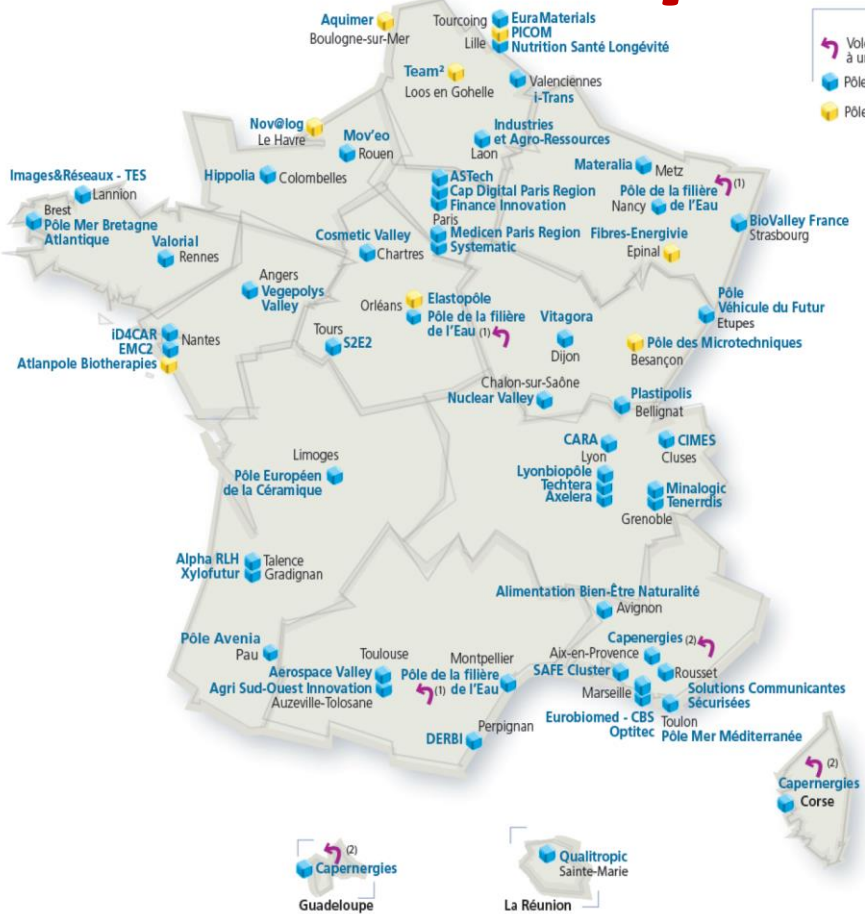 Aquimer
Boulogne-sur-Mer
Tourcoing
EuraMaterials
PICOM
Lille
Nutrition Santé Longévité
Team²
Loos en Gohelle
Valenciennes
i-Trans
Nov@log
Le Havre
Mov'eo
Rouen
Industries
et Agro-Ressources
Laon
Hippolia
Colombelles
Materalia
Metz
(1)
Images&Réseaux - TES
Lannion
ASTech
Cap Digital Paris Region
Finance Innovation
Paris
Medicen Paris Region
Systematic
Pôle de la filière
Nancy
de l'Eau
Brest
Pôle Mer Bretagne
Atlantique
Valorial
Rennes
Cosmetic Valley
Chartres
BioValley France
Strasbourg
Fibres-Energivie
Epinal
Angers
Vegepolys
Valley
Orléans
Elastopôle
Pôle de la filière
de l'Eau (1)
Vitagora
Dijon
Pôle
Véhicule du Futur
Etupes
iD4CAR
Nantes
EMC2
Atlanpole Biotherapies
Tours
S2E2
Pôle des Microtechniques
Besançon
Chalon-sur-Saône
Nuclear Valley
Plastipolis
Bellignat
Limoges
Pôle Européen
de la Céramique
CARA
Lyon
Lyonbiopôle
Techtera
Axelera
CIMES
Cluses
Minalogic
Tenerrdis
Grenoble
Alpha RLH
Talence
Xylofutur
Gradignan
Alimentation Bien-Être Naturalité
Avignon
Pôle Avenia
Pau
Toulouse
Aerospace Valley
Agri Sud-Ouest Innovation
Auzeville-Tolosane
Montpellier
Pôle de la filière
(1) de l'Eau
Capenergies (2)
Aix-en-Provence
SAFE Cluster
Rousset
Marseille
Solutions Communicantes
Sécurisées
Eurobiomed - CBS
Optitec
Toulon
Pôle Mer Méditerranée
Perpignan
DERBI
(2)
Capernergies
Corse
(2)
Capernergies
Guadeloupe
Qualitropic
Sainte-Marie
La Réunion
à un
Pôle
Pôle